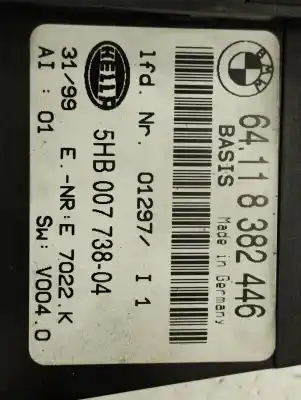 BMW
64.11 8 382 446
BASIS
Made in Germany
lfd. Nr. 01297/ I 1
HELLA
5HB 007 738-04
31/99 E.-NR:E 7022.K
AI : 01 SW: V004.0